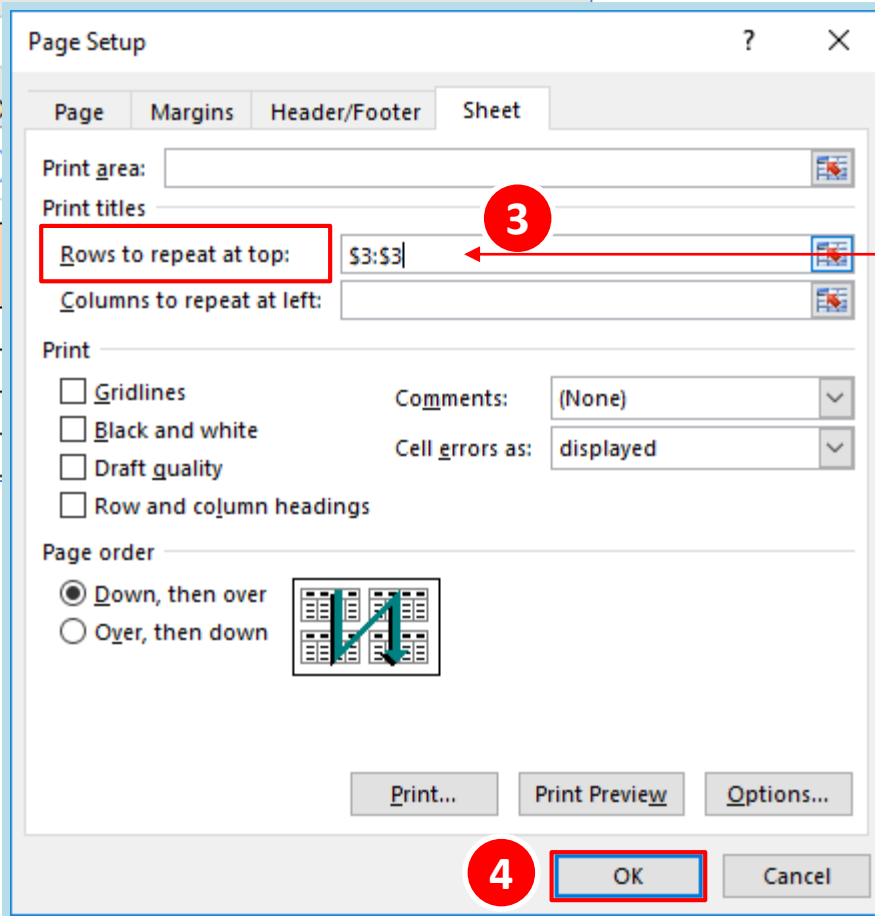 Page Setup ?
Page Margins Header/Footer Sheet
Print area:
Print titles
3
Rows to repeat at top: $3:$3
Columns to repeat at left:
Print
Gridlines Comments: (None)
Black and white
Cell errors as: displayed
Draft quality
Row and column headings
Page order
Down, then over
Over, then down
Print... Print Preview Options...
4 OK Cancel